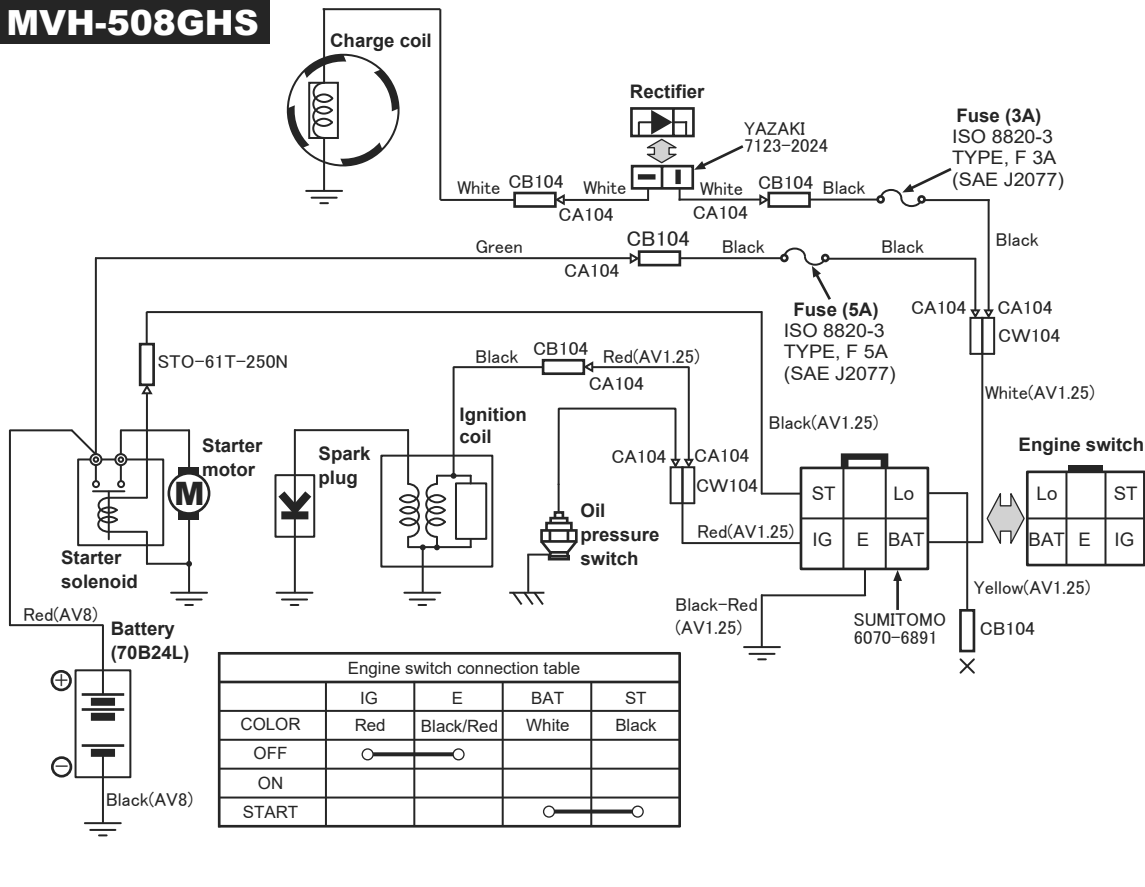 MVH-508GHS
Charge coil
Rectifier
YAZAKI
7123-2024
Fuse (3A)
ISO 8820-3
TYPE, F 3A
(SAE J2077)
White
CB104
White
CA104
White
CA104
CB104
Black
Black
Green
CA104
CB104
Black
Black
Fuse (5A)
ISO 8820-3
TYPE, F 5A
(SAE J2077)
CA104
CA104
CW104
White(AV1.25)
STO-61T-250N
Black
CB104
Red(AV1.25)
CA104
Black(AV1.25)
Ignition
coil
Starter
motor
M
Spark
plug
CA104
CA104
CW104
Oil
pressure
switch
Red(AV1.25)
ST
Lo
IG
E
BAT
Engine switch
Lo
ST
BAT
E
IG
Starter
solenoid
Black-Red
(AV1.25)
SUMITOMO
6070-6891
Yellow(AV1.25)
CB104
Red(AV8)
Battery
(70B24L)
+
−
Black(AV8)
Engine switch connection table
IG E BAT ST
COLOR Red Black/Red White Black
OFF
ON
START